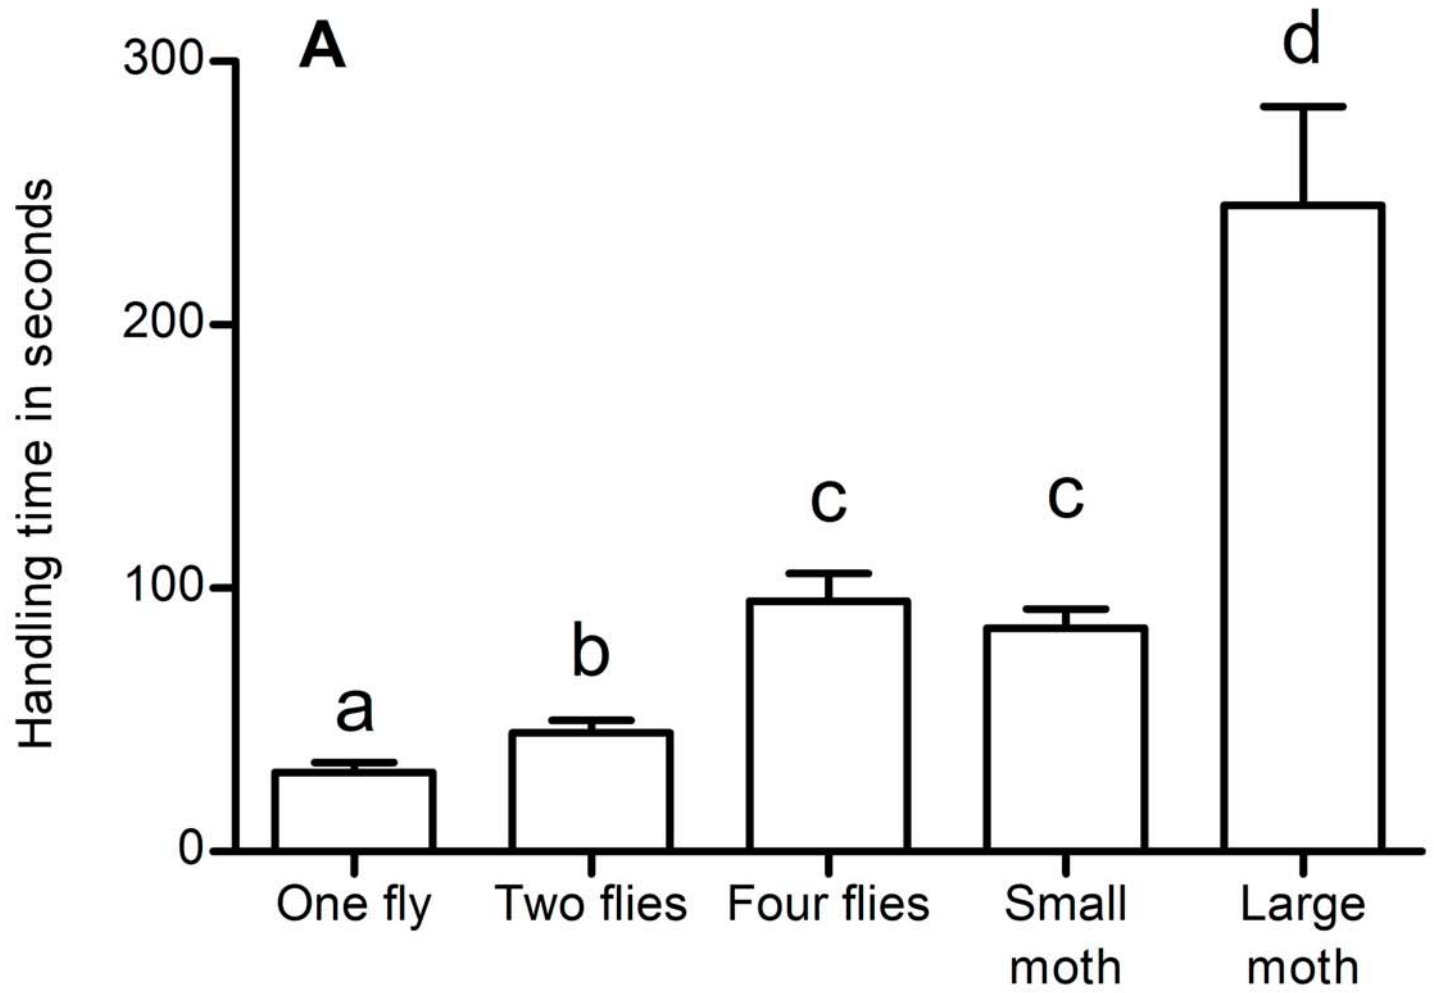 A
Handling time in seconds
300
200
100
0
a
b
c
c
d
One fly
Two flies
Four flies
Small
moth
Large
moth